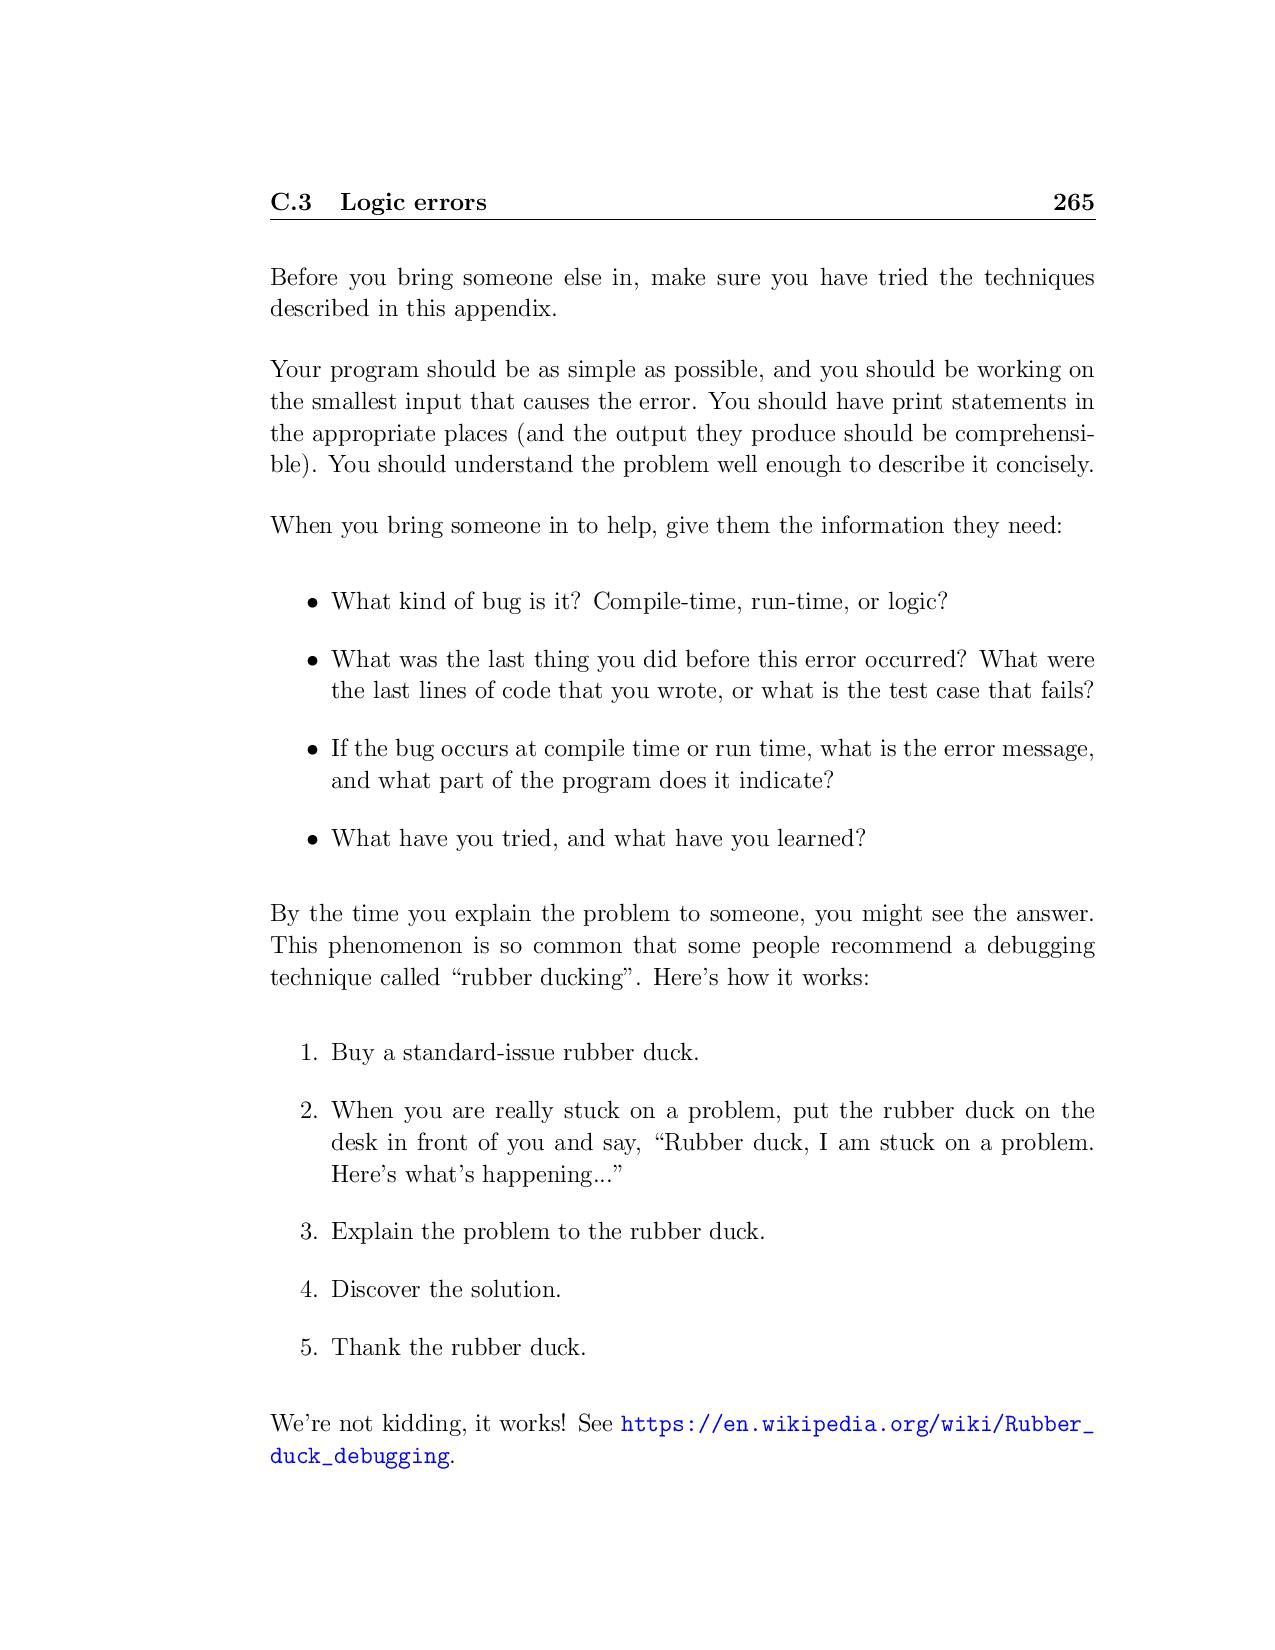 C.3 Logic errors 265
Before you bring someone else in, make sure you have tried the techniques
described in this appendix.
Your program should be as simple as possible, and you should be working on
the smallest input that causes the error. You should have print statements in
the appropriate places (and the output they produce should be comprehensi-
ble). You should understand the problem well enough to describe it concisely.
When you bring someone in to help, give them the information they need:
• What kind of bug is it? Compile-time, run-time, or logic?
• What was the last thing you did before this error occurred? What were
the last lines of code that you wrote, or what is the test case that fails?
• If the bug occurs at compile time or run time, what is the error message,
and what part of the program does it indicate?
• What have you tried, and what have you learned?
By the time you explain the problem to someone, you might see the answer.
This phenomenon is so common that some people recommend a debugging
technique called “rubber ducking”. Here’s how it works:
1. Buy a standard-issue rubber duck.
2. When you are really stuck on a problem, put the rubber duck on the
desk in front of you and say, “Rubber duck, I am stuck on a problem.
Here’s what’s happening...”
3. Explain the problem to the rubber duck.
4. Discover the solution.
5. Thank the rubber duck.
We’re not kidding, it works! See https://en.wikipedia.org/wiki/Rubber_
duck_debugging.